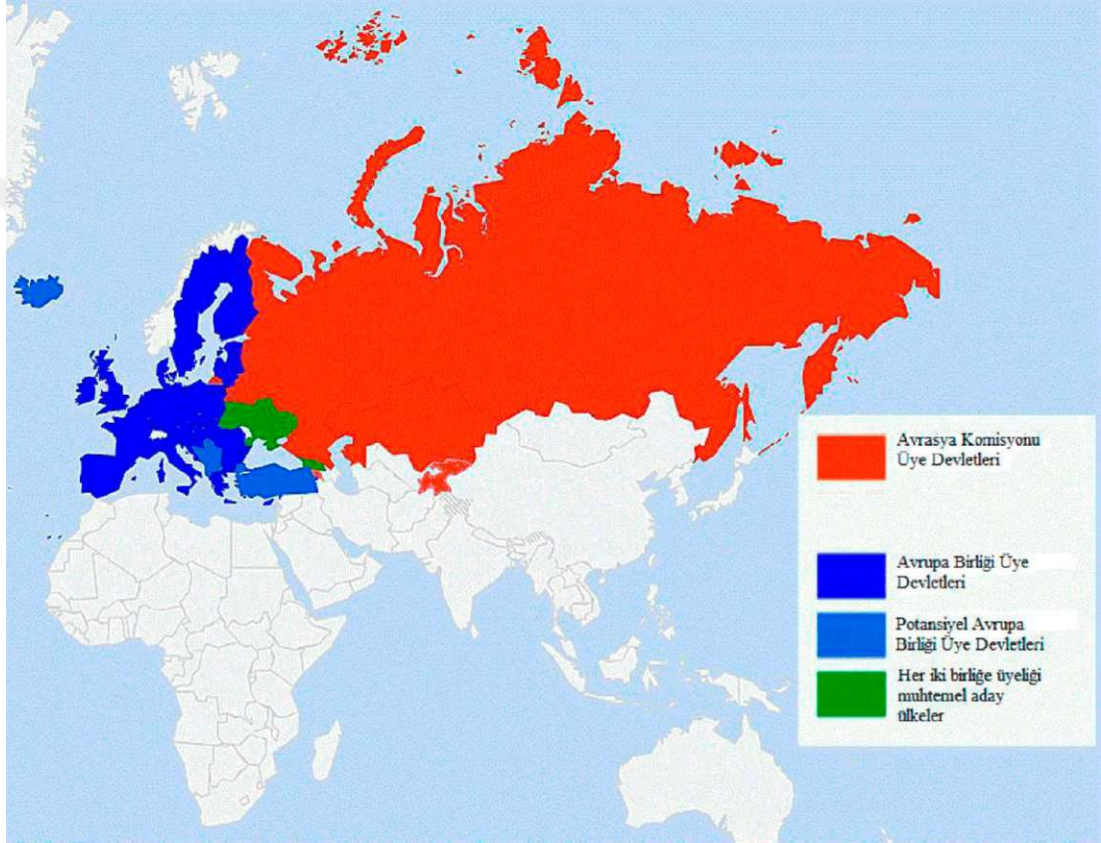 Avrasya Komisyonu
Üye Devletleri
Avrupa Birliği Üye
Devletleri
Potansiyel Avrupa
Birliği Üye Devletleri
Her iki birliğe üyeliği
muhtemel aday
ülkeler